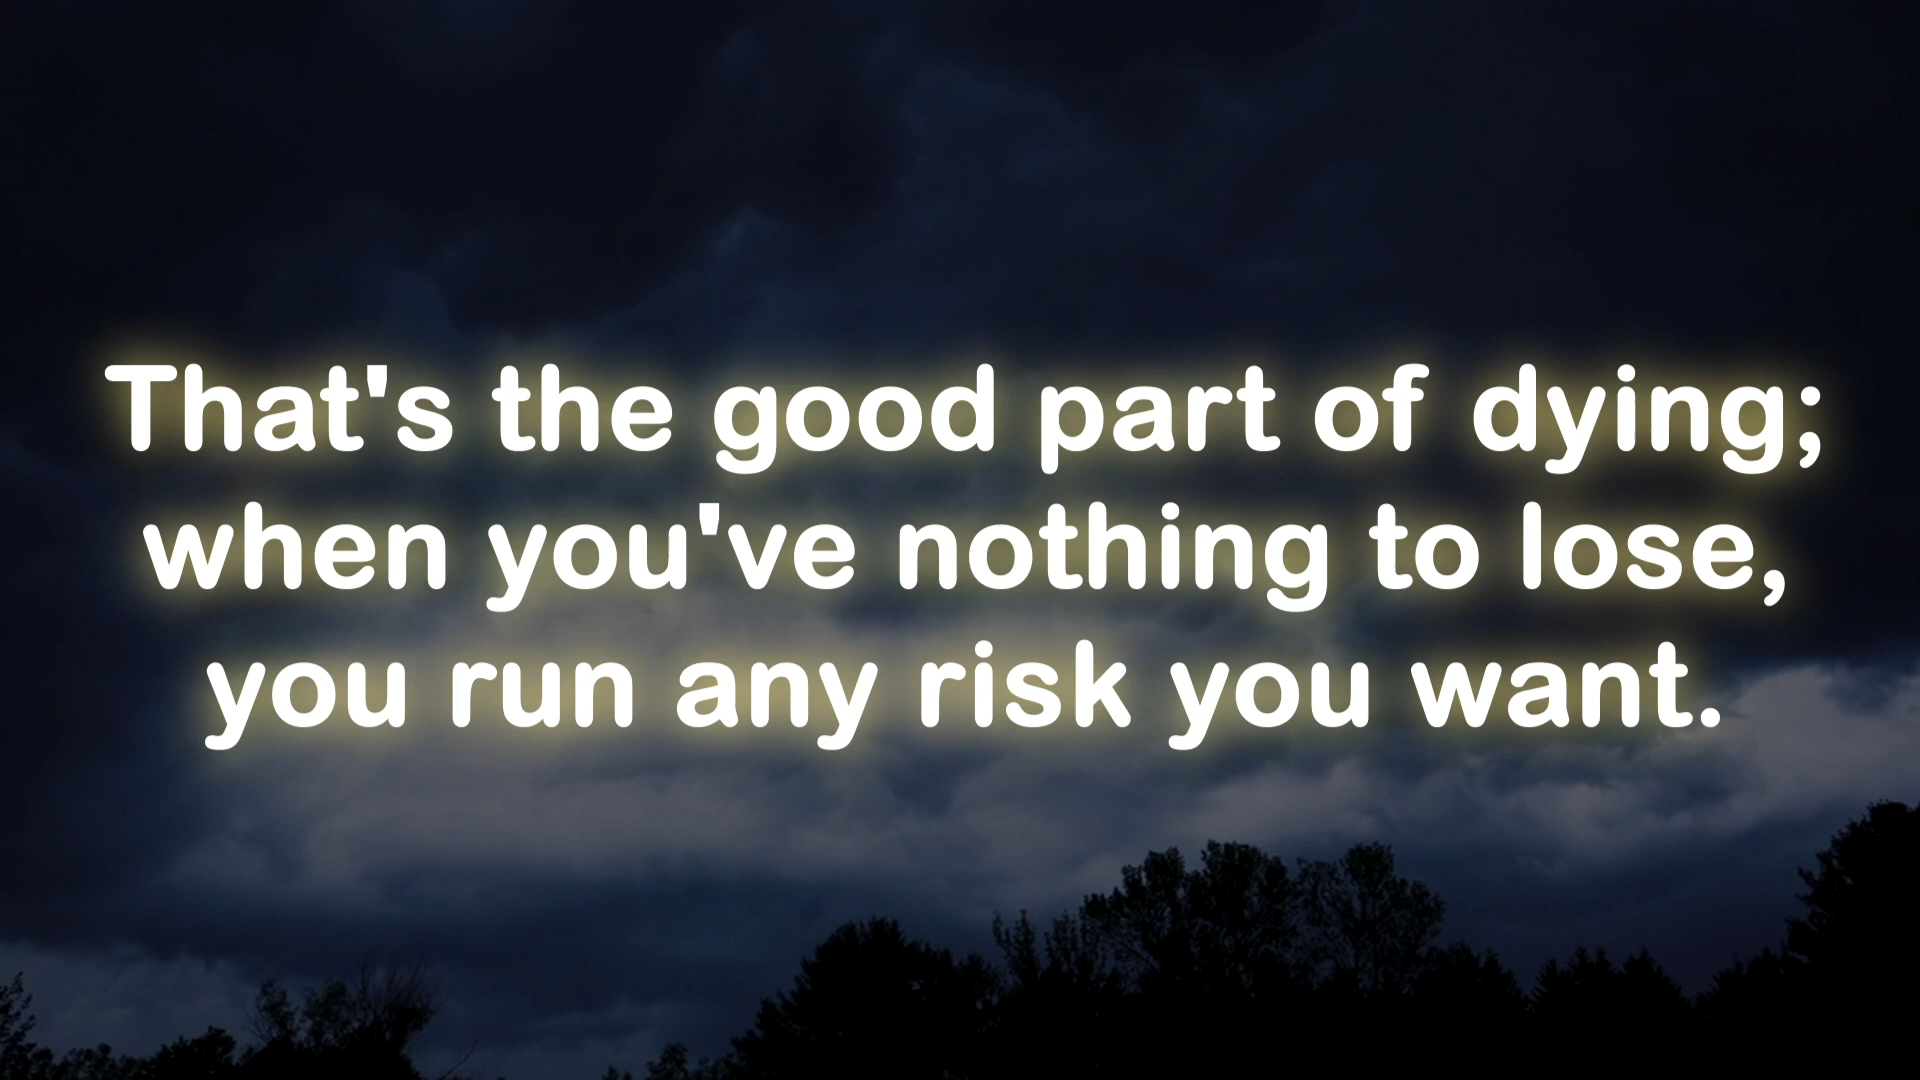 That's the good part of dying;
when you've nothing to lose,
you run any risk you want.